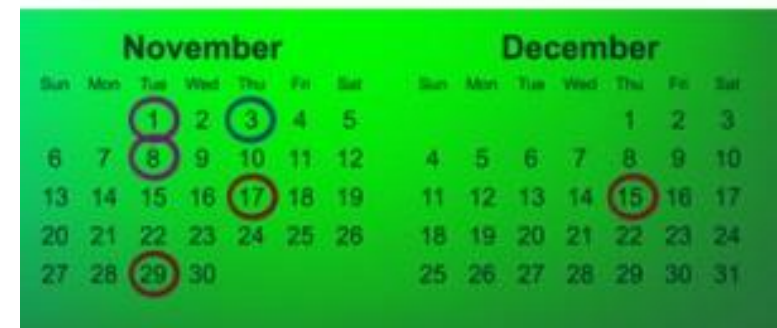 November
Sun Mon Tue Wed Thu Fri Sat
1 2 3 4 5
6 7 8 9 10 11 12
13 14 15 16 17 18 19
20 21 22 23 24 25 26
27 28 29 30
December
Sun Mon Tue Wed Thu Fri Sat
1 2 3
4 5 6 7 8 9 10
11 12 13 14 15 16 17
18 19 20 21 22 23 24
25 26 27 28 29 30 31